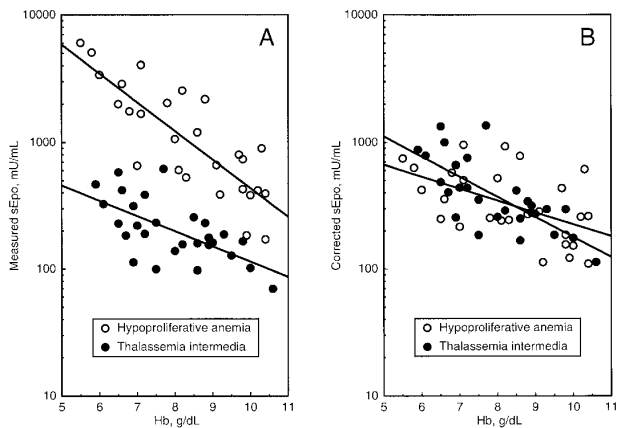 A
10000
1000
100
10
Measured sEpo, mU/mL
Hypoproliferative anemia
Thalassemia intermedia
5 6 7 8 9 10 11
Hb, g/dL
B
10000
1000
100
10
Corrected sEpo, mU/mL
Hypoproliferative anemia
Thalassemia intermedia
5 6 7 8 9 10 11
Hb, g/dL